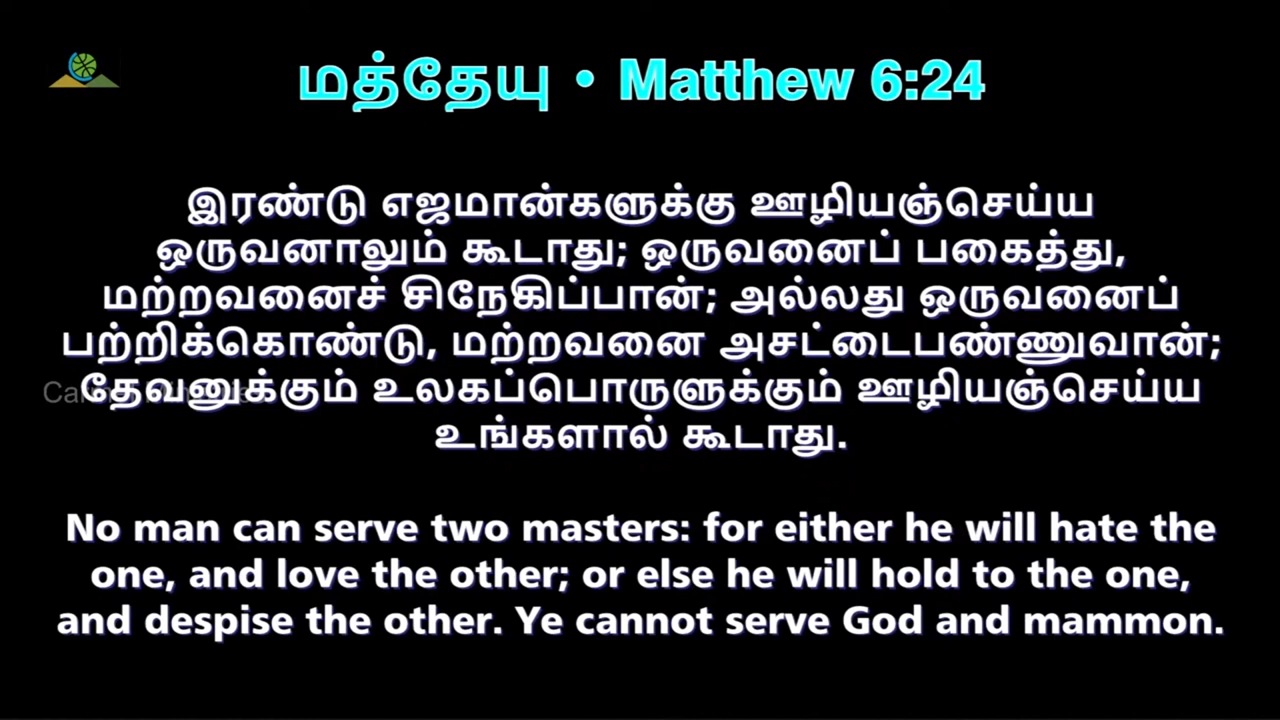 மத்தேயு • Matthew 6:24
இரண்டு எஜமான்களுக்கு ஊழியஞ்செய்ய
ஒருவனாலும் கூடாது; ஒருவனைப் பகைத்து,
மற்றவனைச் சிநேகிப்பான்; அல்லது ஒருவனைப்
பற்றிக்கொண்டு, மற்றவனை அசட்டைபண்ணுவான்;
தேவனுக்கும் உலகப்பொருளுக்கும் ஊழியஞ்செய்ய
உங்களால் கூடாது.
No man can serve two masters: for either he will hate the
one, and love the other; or else he will hold to the one,
and despise the other. Ye cannot serve God and mammon.